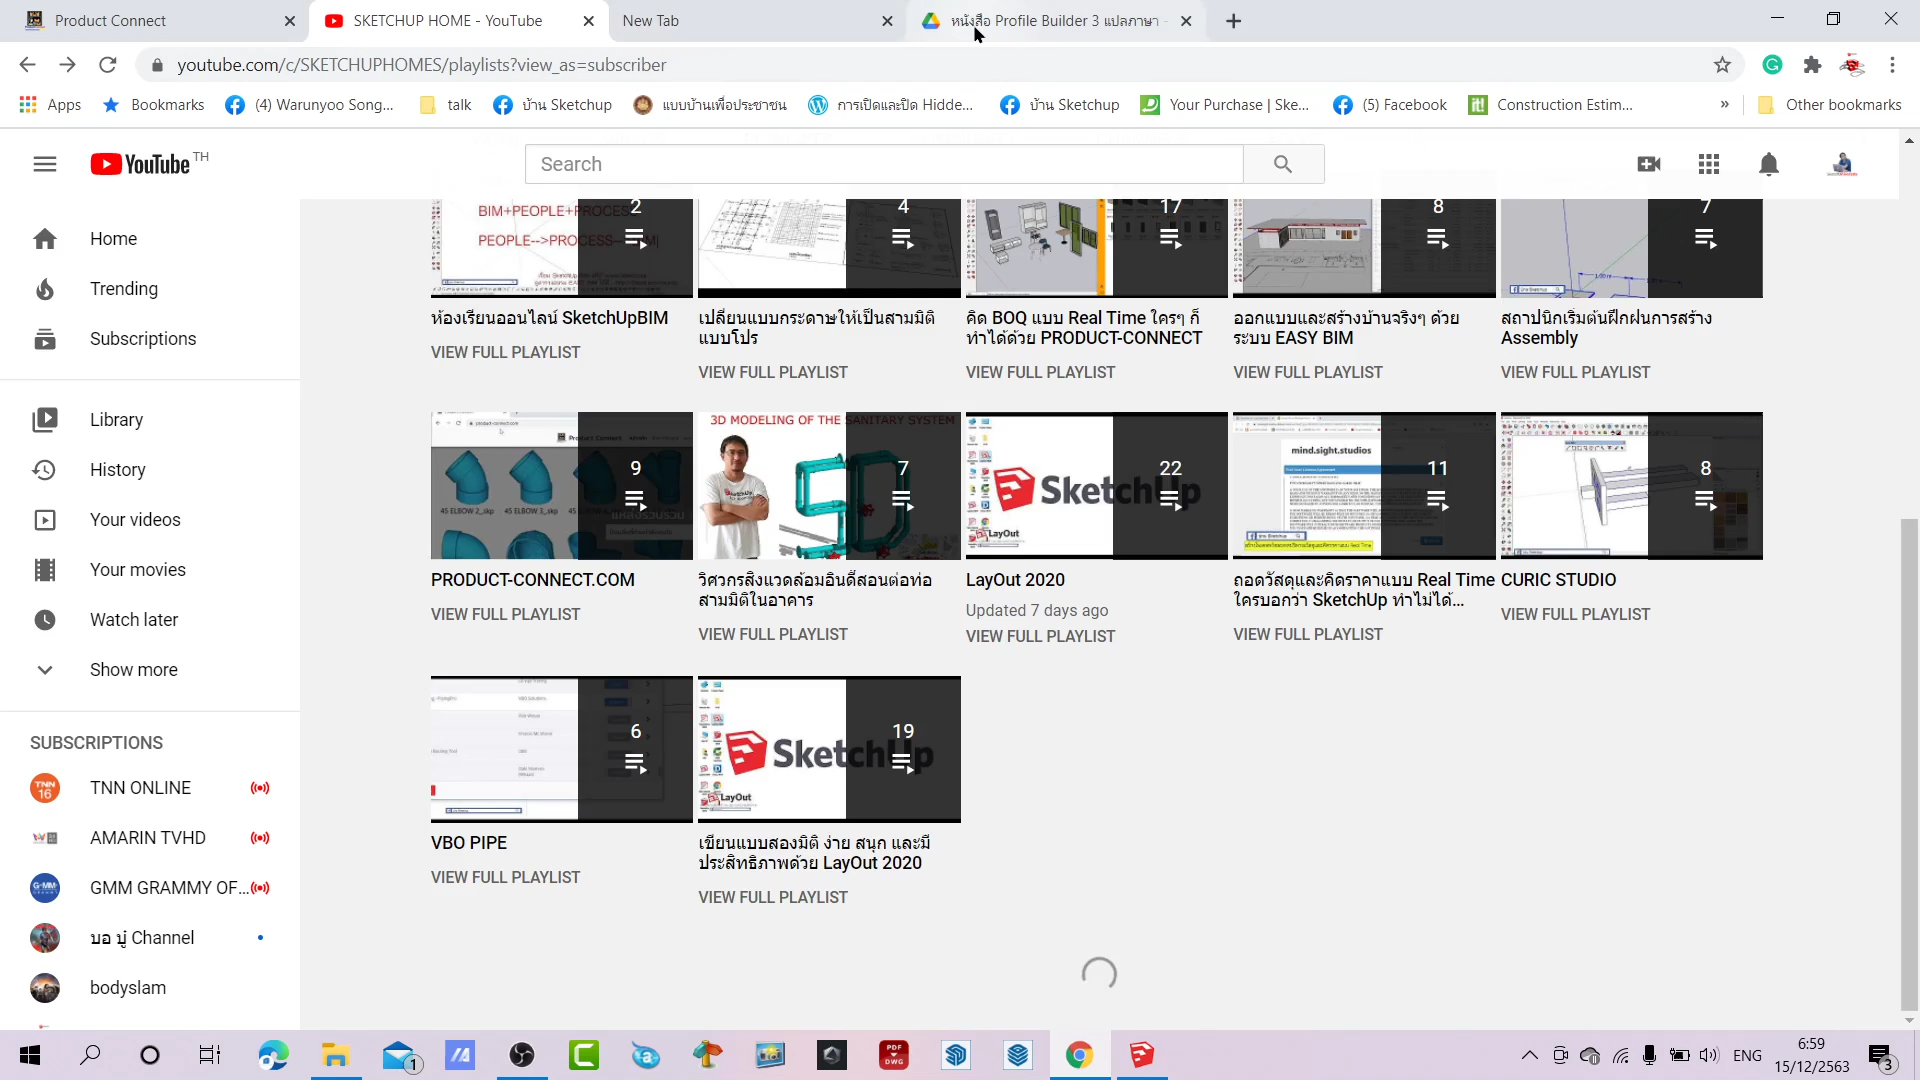 Product Connect
SKETCHUP HOME - YouTube
New Tab
หนังสือ Profile Builder 3 แปลภาษา -
youtube.com/c/SKETCHUPHOMES/playlists?view_as=subscriber
Apps
Bookmarks
(4) Warunyoo Song...
talk
บ้าน Sketchup
แบบบ้านเพื่อประชาชน
การเปิดและปิด Hidde...
บ้าน Sketchup
Your Purchase | Ske...
(5) Facebook
Construction Estim...
»
Other bookmarks
YouTube TH
Search
BIM+PEOPLE+PROCESS
2
4
17
8
7
Home
Trending
Subscriptions
ห้องเรียนออนไลน์ SketchUpBIM
VIEW FULL PLAYLIST
เปลี่ยนแบบกระดาษให้เป็นสามมิติ
แบบโปร
VIEW FULL PLAYLIST
คิด BOQ แบบ Real Time ใครๆ ก็
ทำได้ด้วย PRODUCT-CONNECT
VIEW FULL PLAYLIST
ออกแบบและสร้างบ้านจริงๆ ด้วย
ระบบ EASY BIM
VIEW FULL PLAYLIST
สถาปนิกเริ่มต้นฝึกฝนการสร้าง
Assembly
VIEW FULL PLAYLIST
Library
History
Your videos
Your movies
Watch later
Show more
9
3D MODELING OF THE SANITARY SYSTEM
7
SketchUp
LayOut
22
mind.sight.studios
11
8
PRODUCT-CONNECT.COM
VIEW FULL PLAYLIST
วิศวกรสิ่งแวดล้อมอินดี้สอนต่อท่อ
สามมิติในอาคาร
VIEW FULL PLAYLIST
LayOut 2020
Updated 7 days ago
VIEW FULL PLAYLIST
ถอดวัสดุและคิดราคาแบบ Real Time
ใครบอกว่า SketchUp ทำไม่ได้...
VIEW FULL PLAYLIST
CURIC STUDIO
VIEW FULL PLAYLIST
6
SketchUp
LayOut
19
VBO PIPE
VIEW FULL PLAYLIST
เขียนแบบสองมิติ ง่าย สนุก และมี
ประสิทธิภาพด้วย LayOut 2020
VIEW FULL PLAYLIST
SUBSCRIPTIONS
TNN ONLINE
AMARIN TVHD
GMM GRAMMY OF...
บอ บู๋ Channel
bodyslam
ENG
6:59
15/12/2563
3
1